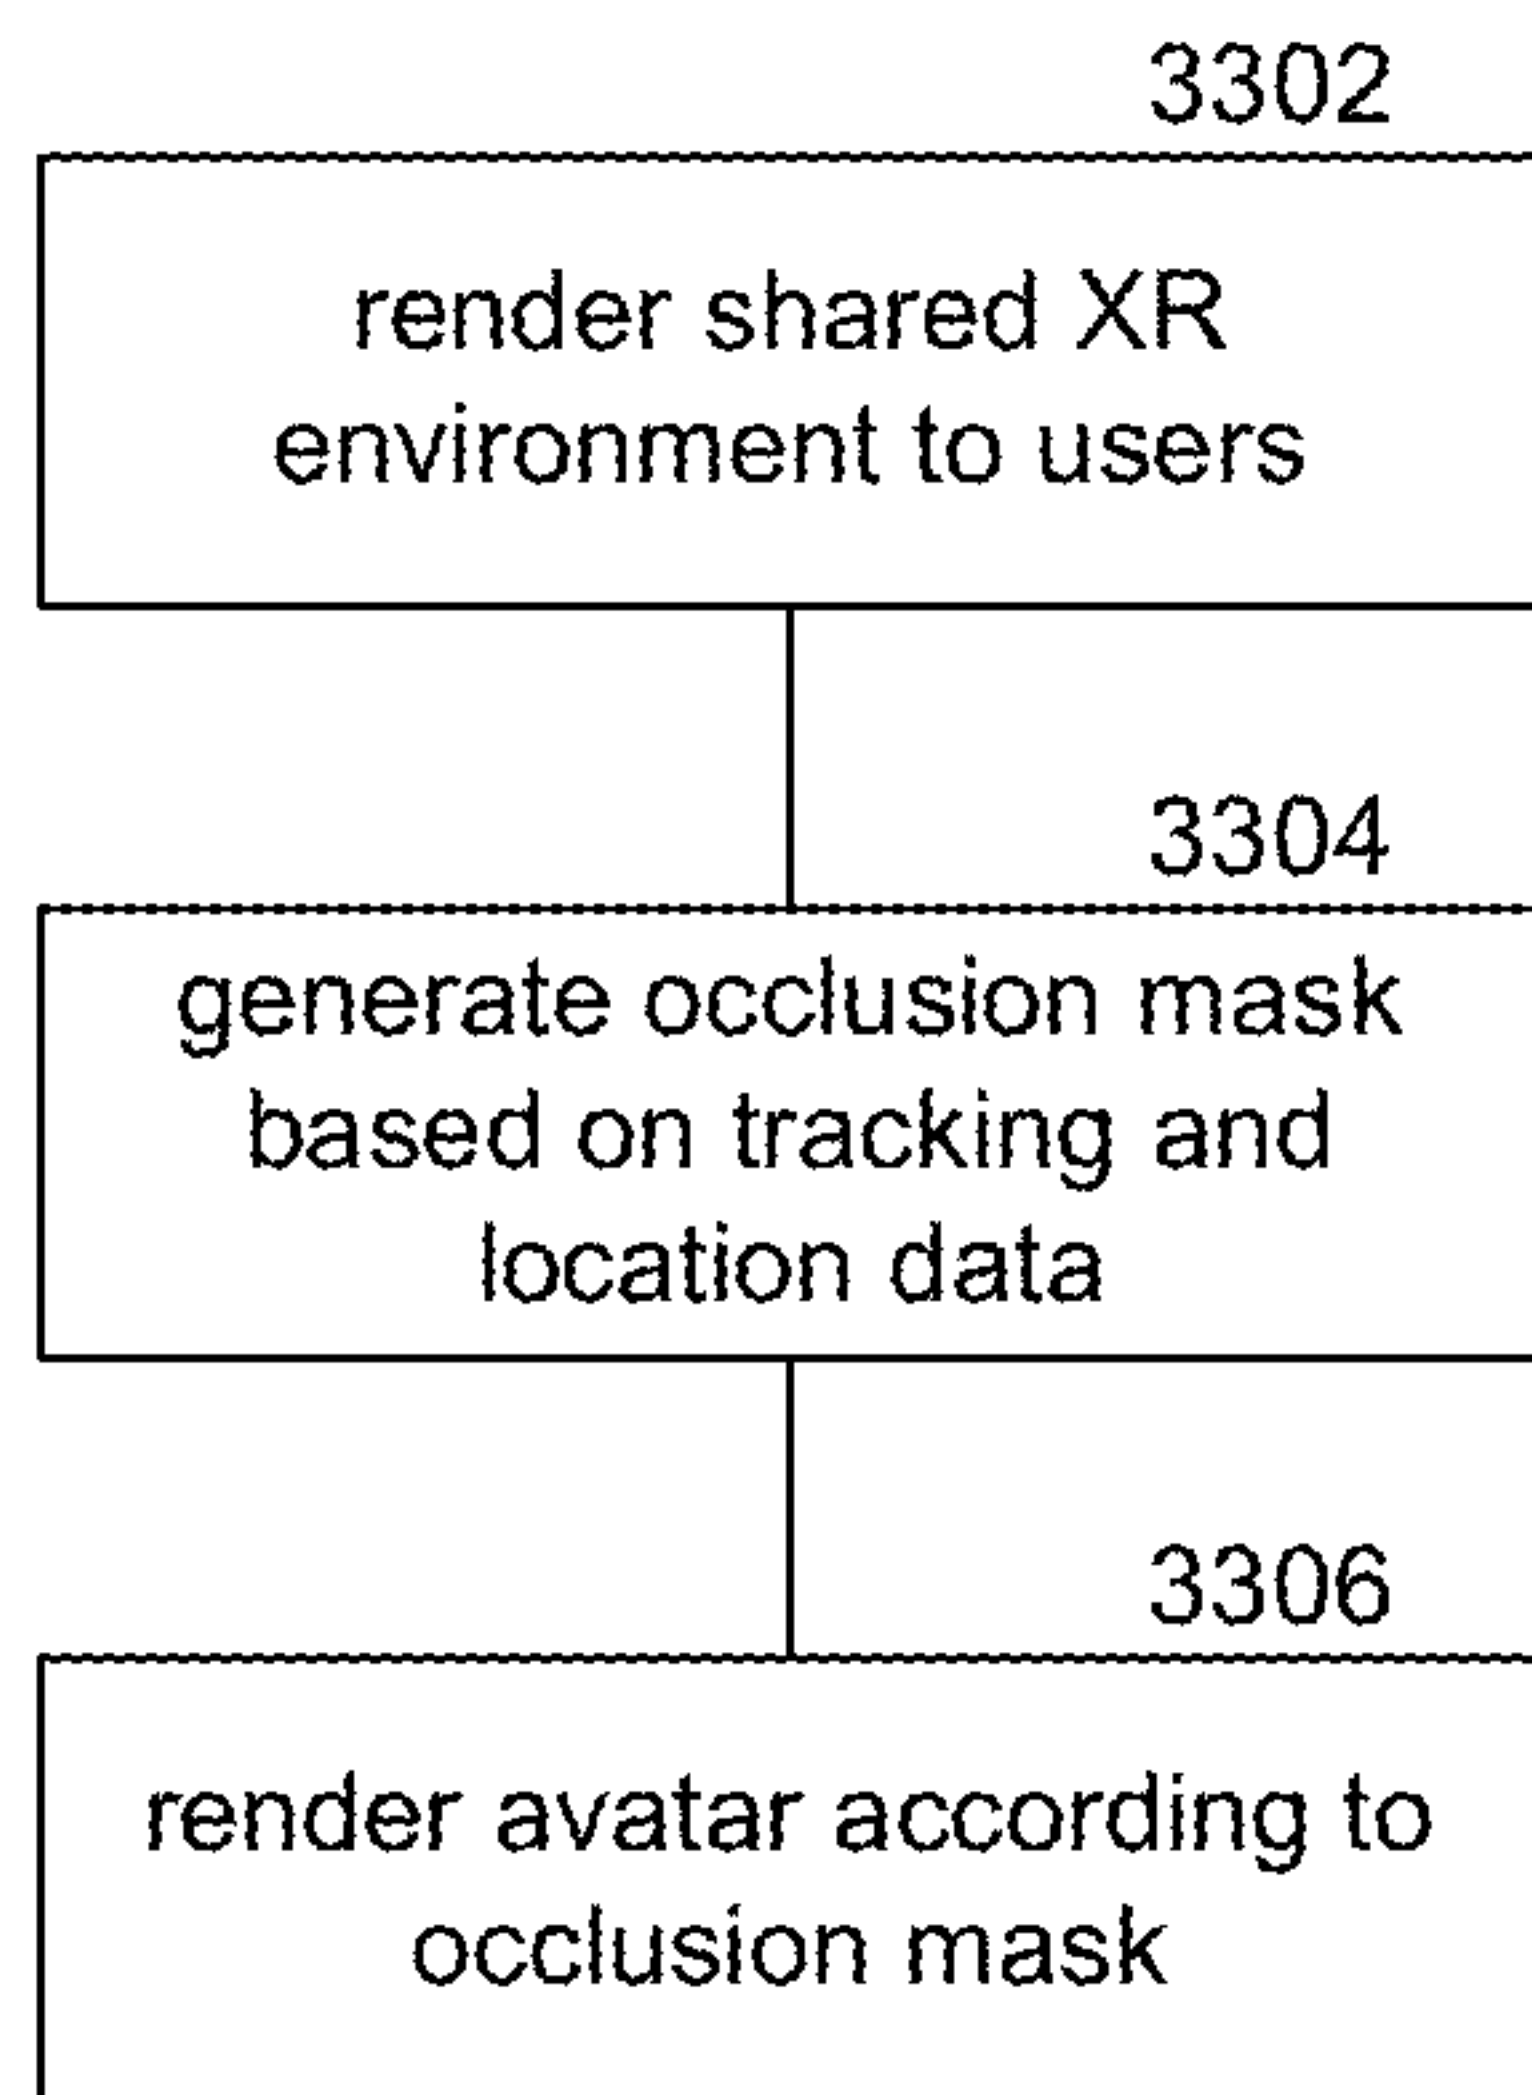 3302
render shared XR
environment to users
3304
generate occlusion mask
based on tracking and
location data
3306
render avatar according to
occlusion mask